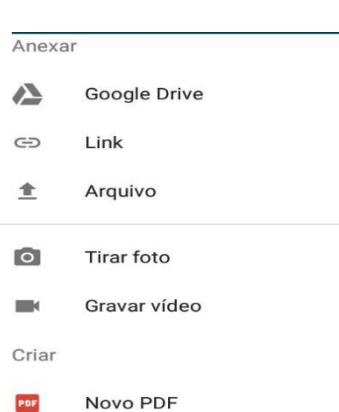 Anexar
Google Drive
Link
Arquivo
Tirar foto
Gravar vídeo
Criar
PDF Novo PDF